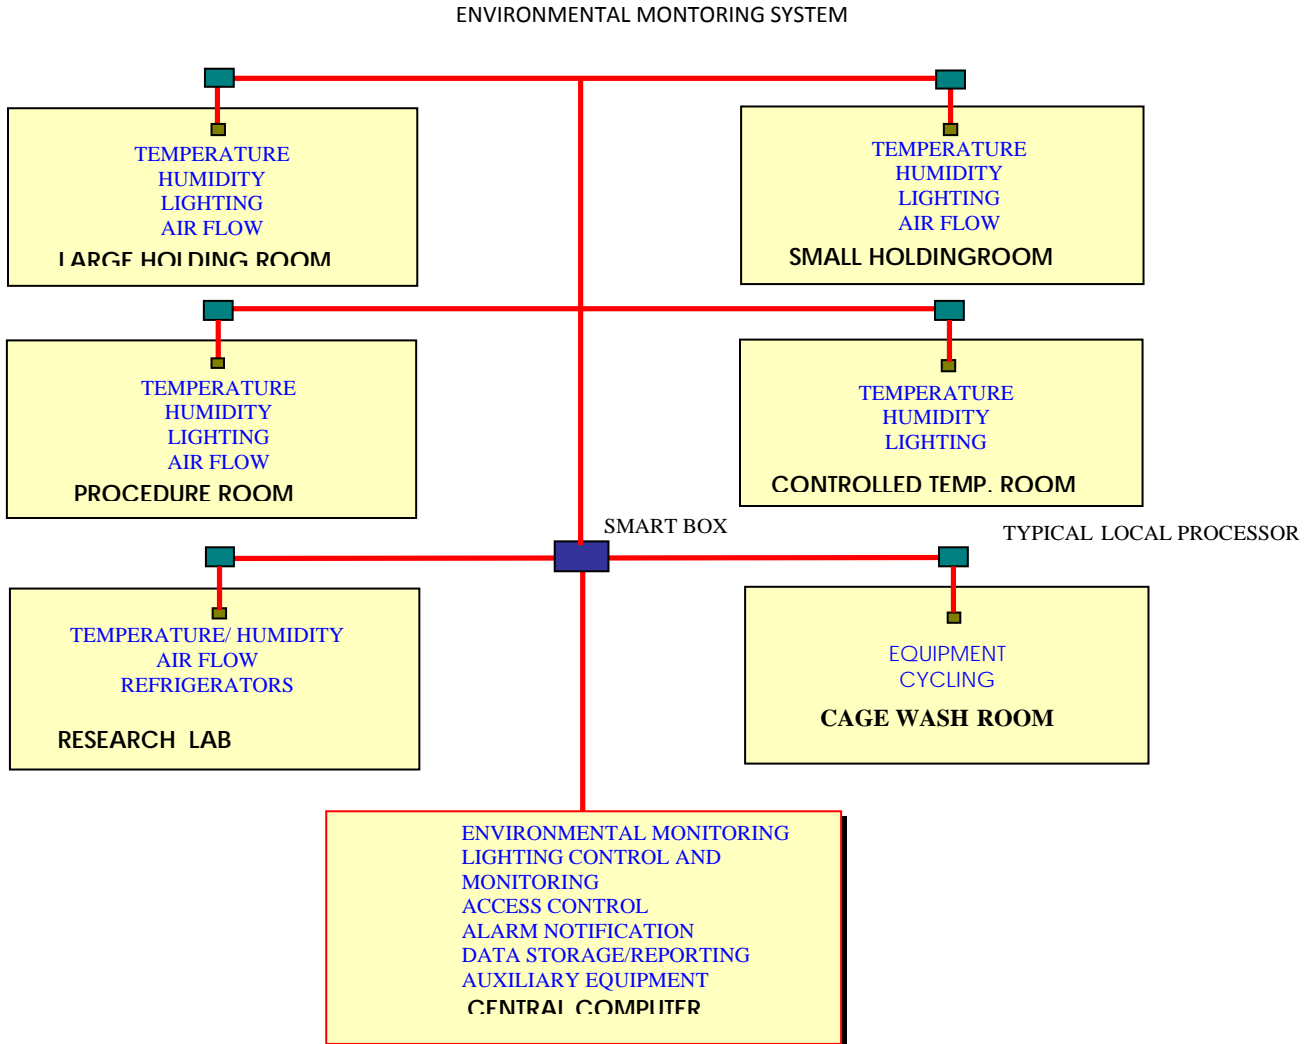 ENVIRONMENTAL MONTORING SYSTEM
TEMPERATURE
HUMIDITY
LIGHTING
AIR FLOW
LARGE HOLDING ROOM
TEMPERATURE
HUMIDITY
LIGHTING
AIR FLOW
SMALL HOLDINGROOM
TEMPERATURE
HUMIDITY
LIGHTING
AIR FLOW
PROCEDURE ROOM
TEMPERATURE
HUMIDITY
LIGHTING
CONTROLLED TEMP. ROOM
SMART BOX
TYPICAL LOCAL PROCESSOR
TEMPERATURE/ HUMIDITY
AIR FLOW
REFRIGERATORS
RESEARCH LAB
EQUIPMENT
CYCLING
CAGE WASH ROOM
ENVIRONMENTAL MONITORING
LIGHTING CONTROL AND
MONITORING
ACCESS CONTROL
ALARM NOTIFICATION
DATA STORAGE/REPORTING
AUXILIARY EQUIPMENT
CENTRAL COMPUTER